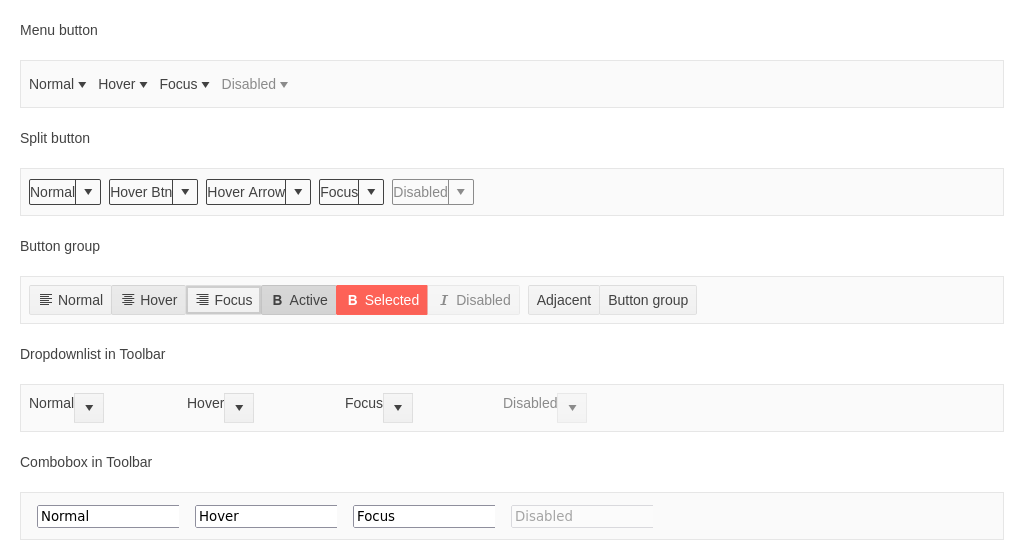 Menu button
Normal Hover Focus Disabled
Split button
Normal Hover Btn Hover Arrow Focus Disabled
Button group
Normal Hover Focus B Active B Selected I Disabled Adjacent Button group
Dropdownlist in Toolbar
Normal Hover Focus Disabled
Combobox in Toolbar
Normal Hover Focus Disabled